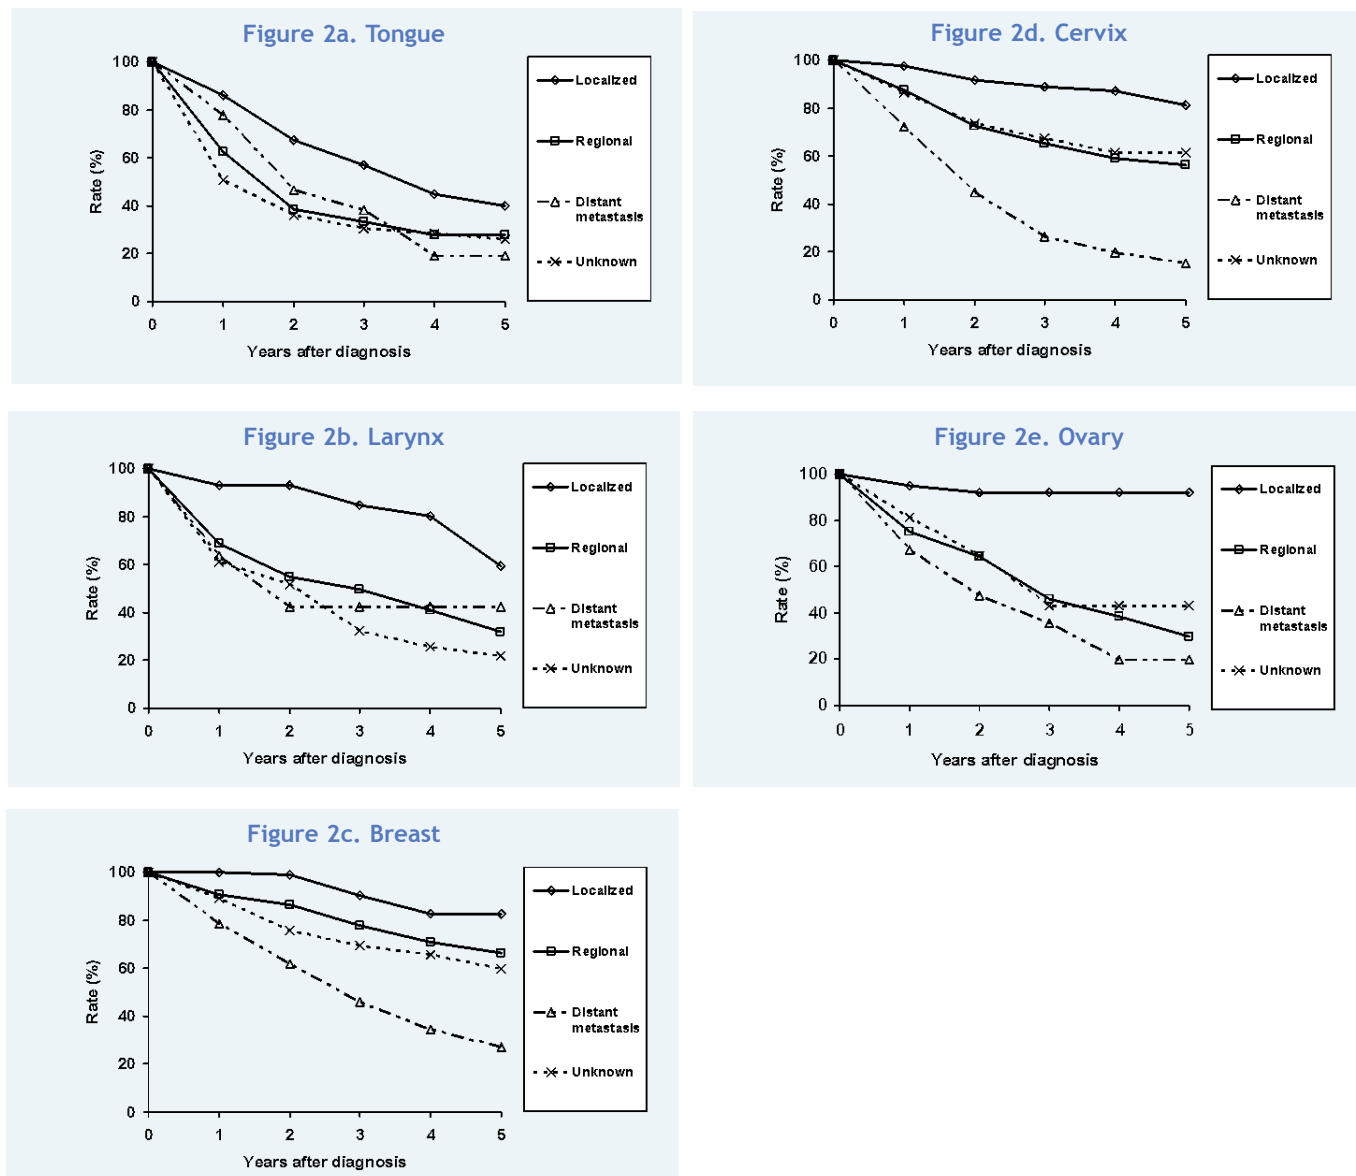 Figure 2a. Tongue
100
80
60
40
20
0
Rate (%)
0 1 2 3 4 5
Years after diagnosis
Localized
Regional
Distant
metastasis
Unknown
Figure 2d. Cervix
100
80
60
40
20
0
Rate (%)
0 1 2 3 4 5
Years after diagnosis
Localized
Regional
Distant
metastasis
Unknown
Figure 2b. Larynx
100
80
60
40
20
0
Rate (%)
0 1 2 3 4 5
Years after diagnosis
Localized
Regional
Distant
metastasis
Unknown
Figure 2e. Ovary
100
80
60
40
20
0
Rate (%)
0 1 2 3 4 5
Years after diagnosis
Localized
Regional
Distant
metastasis
Unknown
Figure 2c. Breast
100
80
60
40
20
0
Rate (%)
0 1 2 3 4 5
Years after diagnosis
Localized
Regional
Distant
metastasis
Unknown